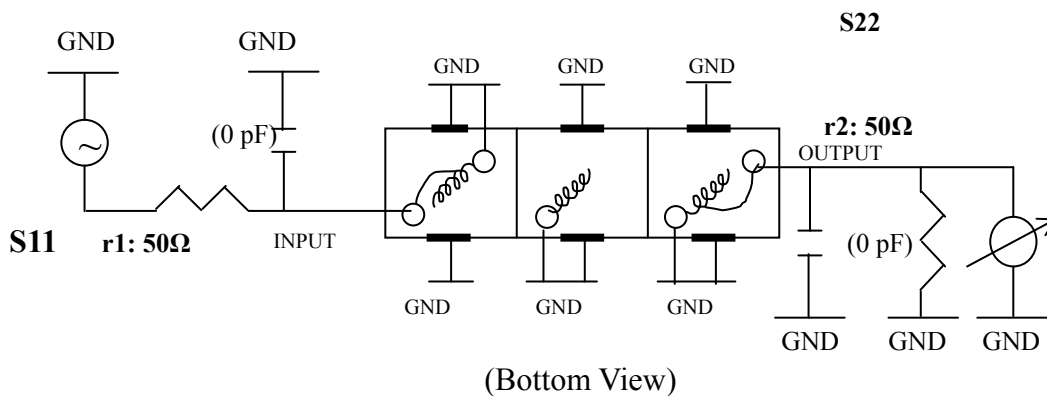 S22
GND
GND
GND
GND
GND
(0 pF)
r2: 50Ω
OUTPUT
S11
r1: 50Ω
INPUT
(0 pF)
GND
GND
GND
GND
GND
GND
(Bottom View)